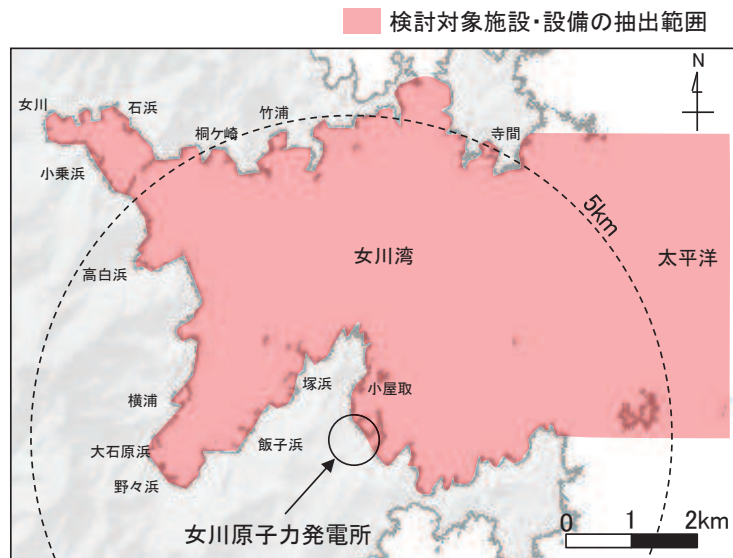 検討対象施設・設備の抽出範囲
N
女川
石浜
竹浦
桐ケ崎
寺間
小乗浜
5km
女川湾
太平洋
高白浜
塚浜
小屋取
横浦
大石原浜
飯子浜
野々浜
女川原子力発電所
0 1 2km